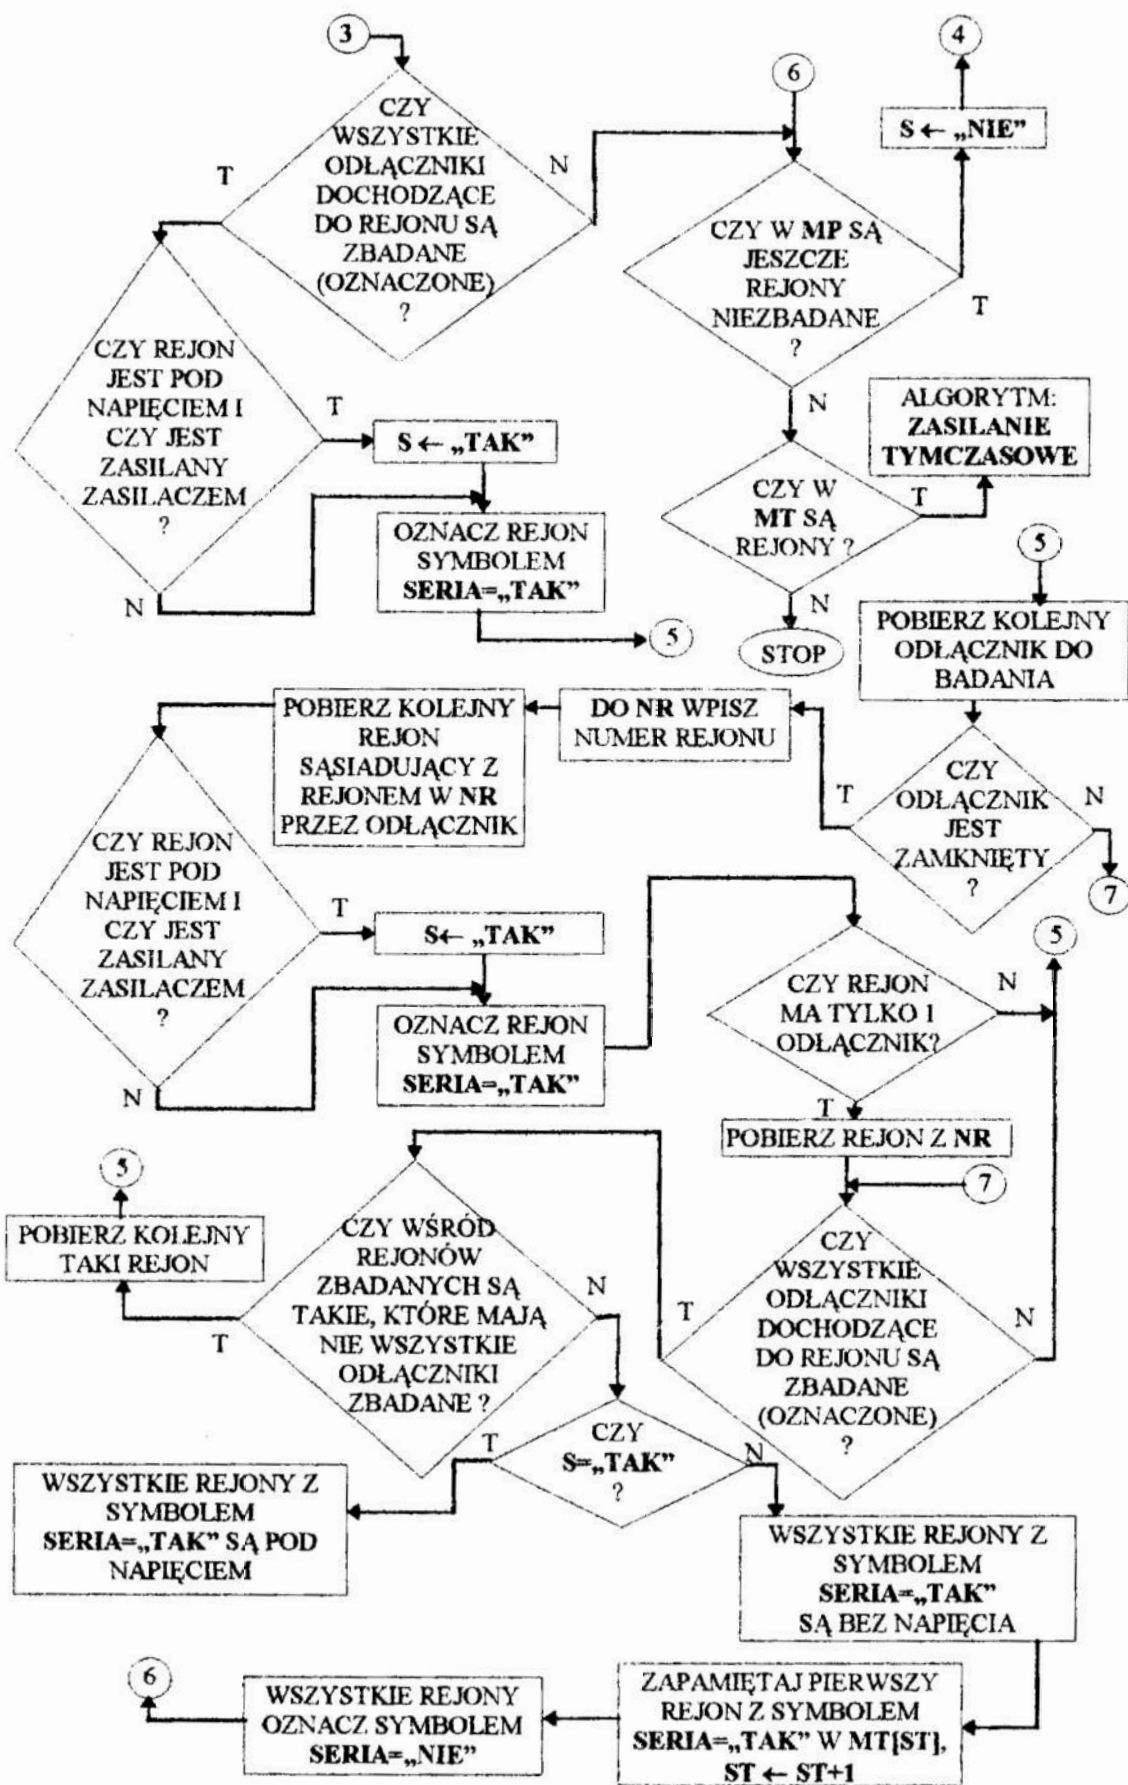 3
CZY
WSZYSTKIE
ODŁĄCZNIKI
DOCHODZĄCE
DO REJONU SĄ
ZBADANE
(OZNACZONE)
?
T
N
6
4
S ← „NIE”
CZY W MP SĄ
JESZCZE
REJONY
NIEZBADANE
?
T
N
CZY REJON
JEST POD
NAPIĘCIEM I
CZY JEST
ZASILANY
ZASILACZEM
?
T
N
S ← „TAK”
OZNACZ REJON
SYMBOLEM
SERIA=„TAK”
5
ALGORYTM:
ZASILANIE
TYMCZASOWE
CZY W
MT SĄ
REJONY ?
T
N
STOP
5
POBIERZ KOLEJNY
ODŁĄCZNIK DO
BADANIA
CZY
ODŁĄCZNIK
JEST
ZAMKNIĘTY
?
T
N
7
DO NR WPISZ
NUMER REJONU
POBIERZ KOLEJNY
REJON
SĄSIADUJĄCY Z
REJONEM W NR
PRZEZ ODŁĄCZNIK
CZY REJON
JEST POD
NAPIĘCIEM I
CZY JEST
ZASILANY
ZASILACZEM
?
T
N
S← „TAK”
OZNACZ REJON
SYMBOLEM
SERIA=„TAK”
CZY REJON
MA TYLKO 1
ODŁĄCZNIK?
N
T
5
POBIERZ REJON Z NR
7
CZY
WSZYSTKIE
ODŁĄCZNIKI
DOCHODZĄCE
DO REJONU SĄ
ZBADANE
(OZNACZONE)
?
T
N
CZY WŚRÓD
REJONÓW
ZBADANYCH SĄ
TAKIE, KTÓRE MAJĄ
NIE WSZYSTKIE
ODŁĄCZNIKI
ZBADANE ?
T
N
5
POBIERZ KOLEJNY
TAKI REJON
CZY
S=„TAK”
?
T
N
WSZYSTKIE REJONY Z
SYMBOLEM
SERIA=„TAK” SĄ POD
NAPIĘCIEM
WSZYSTKIE REJONY Z
SYMBOLEM
SERIA=„TAK”
SĄ BEZ NAPIĘCIA
ZAPAMIĘTAJ PIERWSZY
REJON Z SYMBOLEM
SERIA=„TAK” W MT[ST],
ST ← ST+1
WSZYSTKIE REJONY
OZNACZ SYMBOLEM
SERIA=„NIE”
6